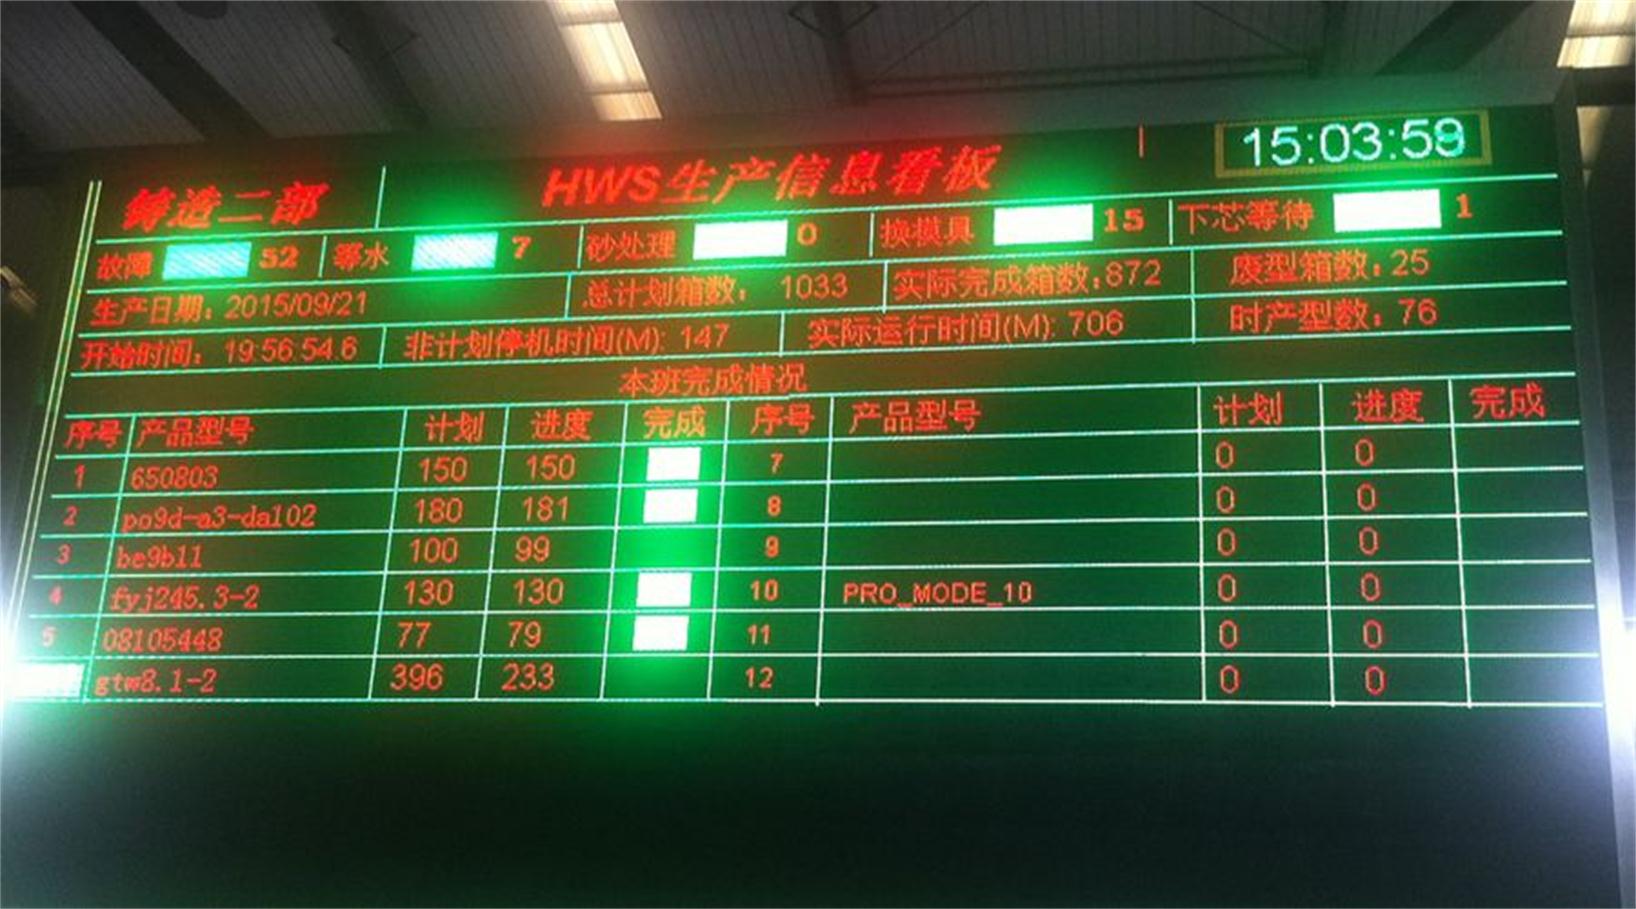 15:03:59
铸造二部 HWS生产信息看板
故障 52 等水 7 砂处理 0 换模具 15 下芯等待 1
生产日期: 2015/09/21 总计划箱数: 1033 实际完成箱数:872 废型箱数:25
开始时间: 19:56:54.6 非计划停机时间(M): 147 实际运行时间(M): 706 时产型数: 76
本班完成情况
序号 产品型号 计划 进度 完成 序号 产品型号 计划 进度 完成
1 650803 150 150 7 0 0
2 po9d-a3-da102 180 181 8 0 0
3 be9b11 100 99 9 0 0
4 fyj245.3-2 130 130 10 PRO_MODE_10 0 0
5 08105448 77 79 11 0 0
gtw8.1-2 396 233 12 0 0